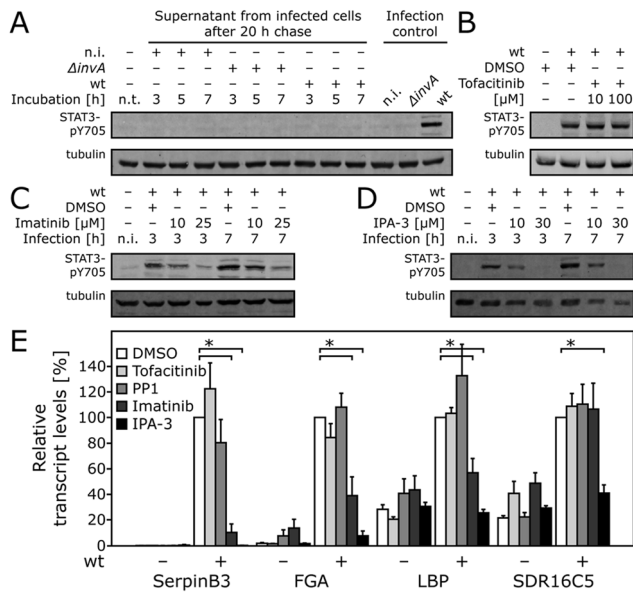 A
Supernatant from infected cells
after 20 h chase
Infection
control
n.i. – + + + – – – – – –
ΔinvA – – – – + + + – – –
wt – – – – – – – + + +
Incubation [h] n.t. 3 5 7 3 5 7 3 5 7 n.i. ΔinvA wt
STAT3-
pY705
tubulin
B
wt – – + + +
DMSO – + + – –
Tofacitinib – – – + +
[µM] – – – 10 100
STAT3-
pY705
tubulin
C
wt – + + + + + +
DMSO – + – – + – –
Imatinib [µM] – – 10 25 – 10 25
Infection [h] n.i. 3 3 3 7 7 7
STAT3-
pY705
tubulin
D
wt – + + + + + +
DMSO – + – – + – –
IPA-3 [µM] – – 10 30 – 10 30
Infection [h] n.i. 3 3 3 7 7 7
STAT3-
pY705
tubulin
E
Relative
transcript levels [%]
140
120
100
80
60
40
20
0
DMSO
Tofacitinib
PP1
Imatinib
IPA-3
* * * *
wt – + – + – + – +
SerpinB3 FGA LBP SDR16C5